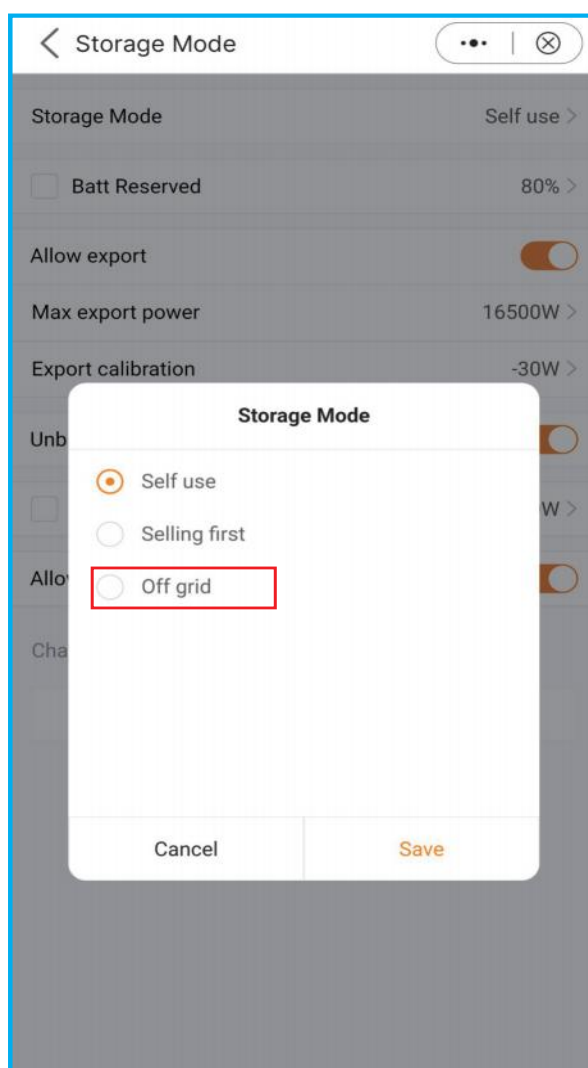 Storage Mode
Storage Mode Self use
Batt Reserved 80%
Allow export
Max export power 16500W
Export calibration -30W
Storage Mode
Unb
Self use
W
Selling first
Allo
Off grid
Cha
Cancel Save